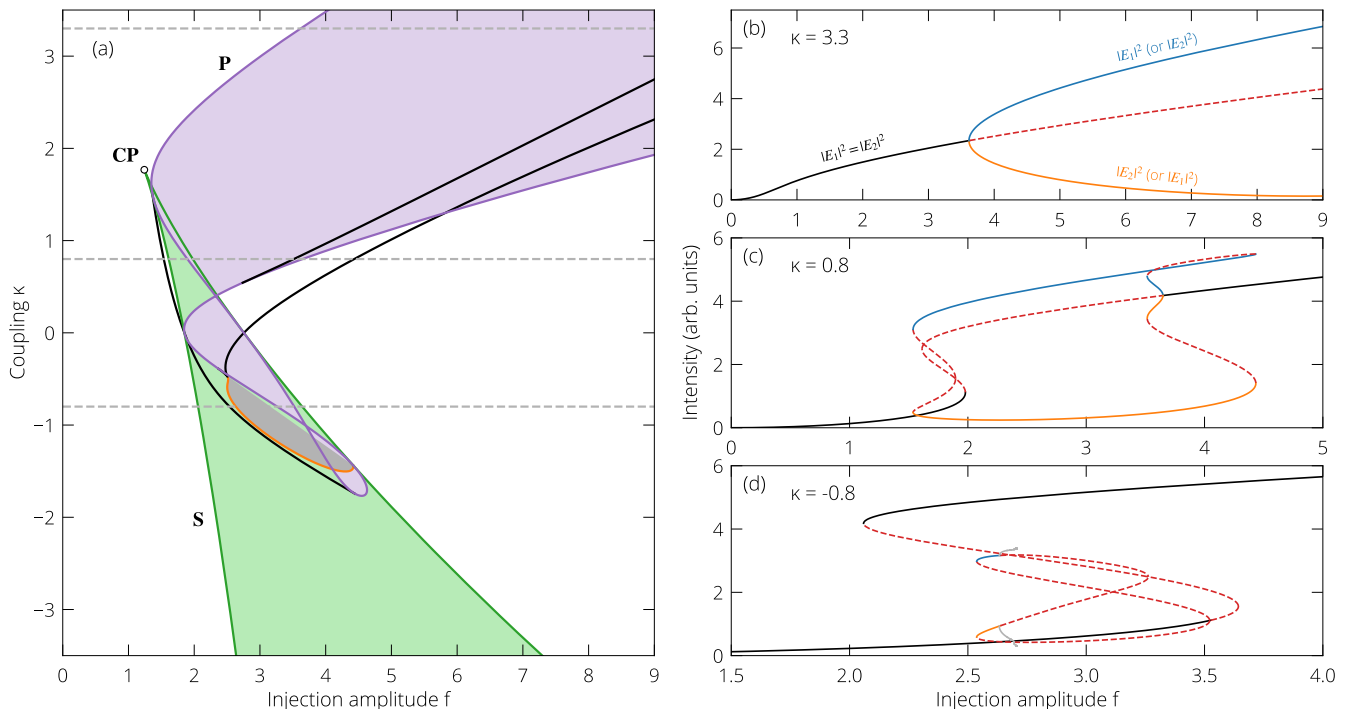 (a)
P
CP
S
Coupling κ
3
2
1
0
−1
−2
−3
0 1 2 3 4 5 6 7 8 9
Injection amplitude f
(b)
κ = 3.3
|E₁|² (or |E₂|²)
|E₁|² = |E₂|²
|E₂|² (or |E₁|²)
6
4
2
0
0 1 2 3 4 5 6 7 8 9
(c)
κ = 0.8
Intensity (arb. units)
6
4
2
0
0 1 2 3 4 5
(d)
κ = -0.8
6
4
2
0
1.5 2.0 2.5 3.0 3.5 4.0
Injection amplitude f